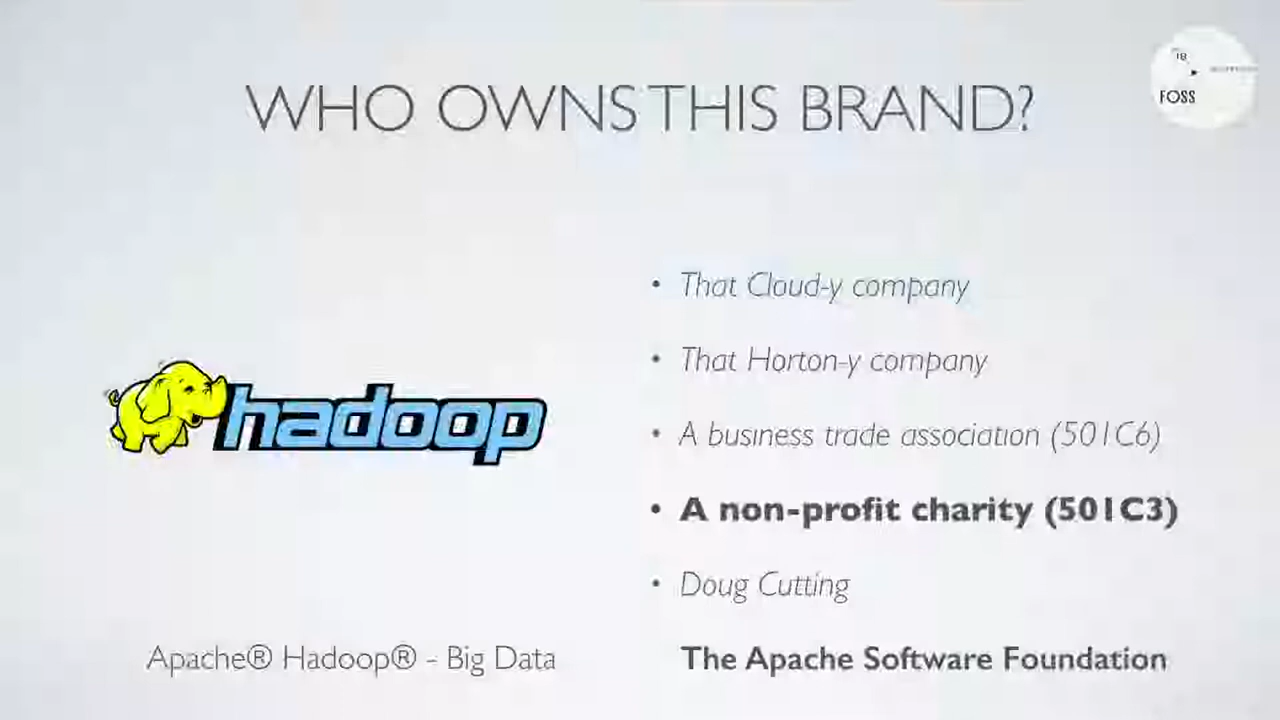 WHO OWNS THIS BRAND?
18
FOSS
• That Cloud-y company
• That Horton-y company
• A business trade association (501C6)
hadoop
• A non-profit charity (501C3)
• Doug Cutting
Apache® Hadoop® - Big Data
The Apache Software Foundation